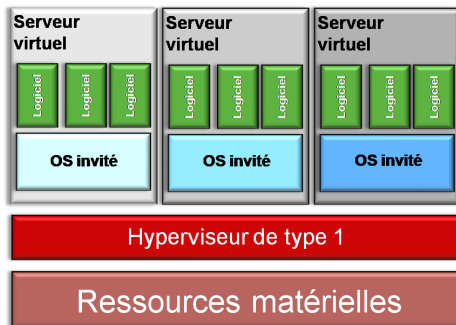 Serveur
virtuel
Logiciel
Logiciel
Logiciel
OS invité
Serveur
virtuel
Logiciel
Logiciel
Logiciel
OS invité
Serveur
virtuel
Logiciel
Logiciel
Logiciel
OS invité
Hyperviseur de type 1
Ressources matérielles